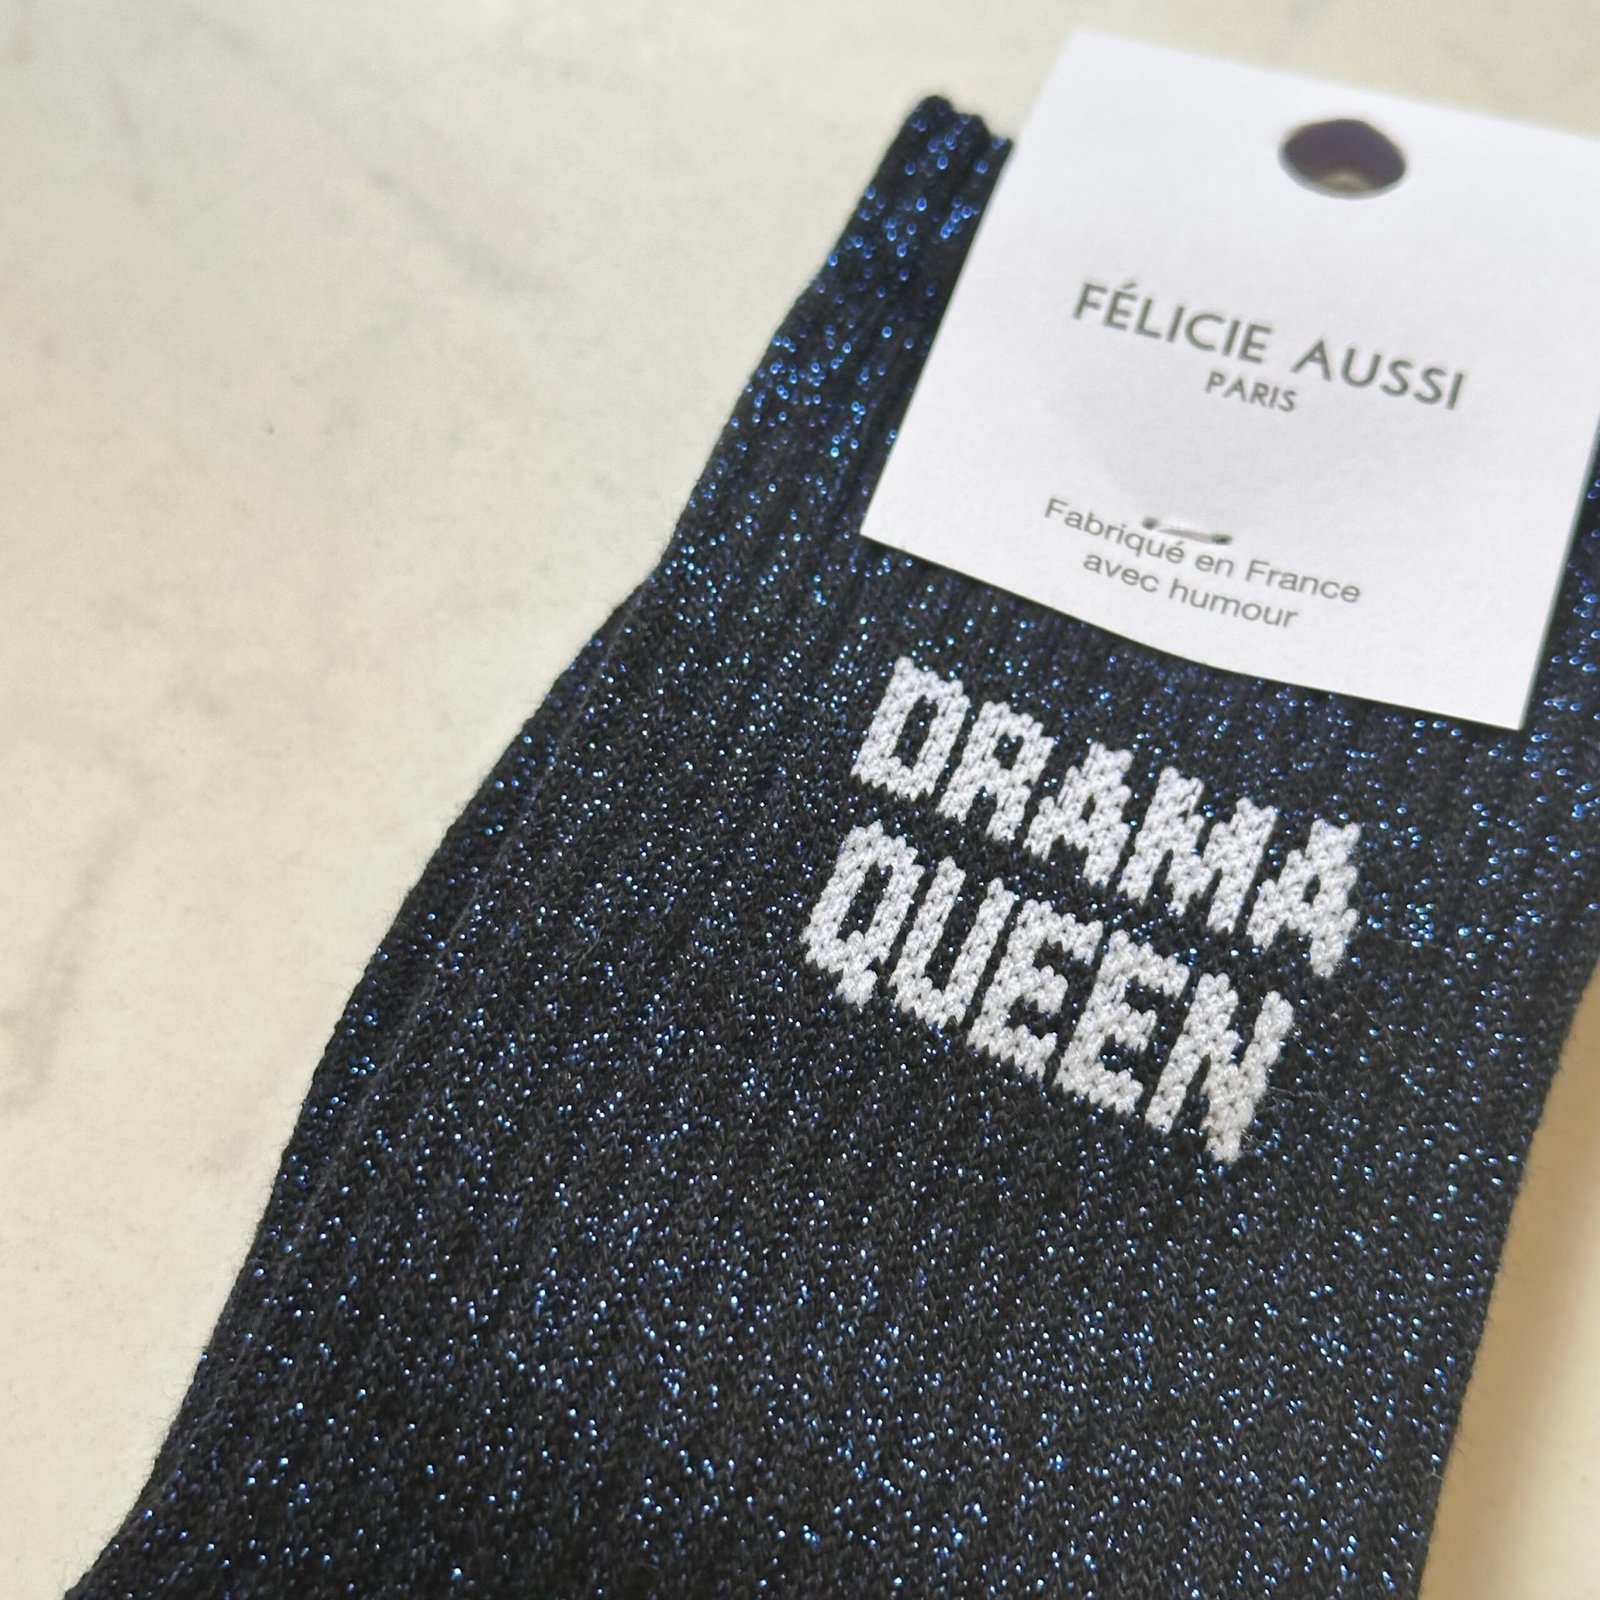 FÉLICIE AUSSI
PARIS
Fabriqué en France
avec humour
DRAMA
QUEEN